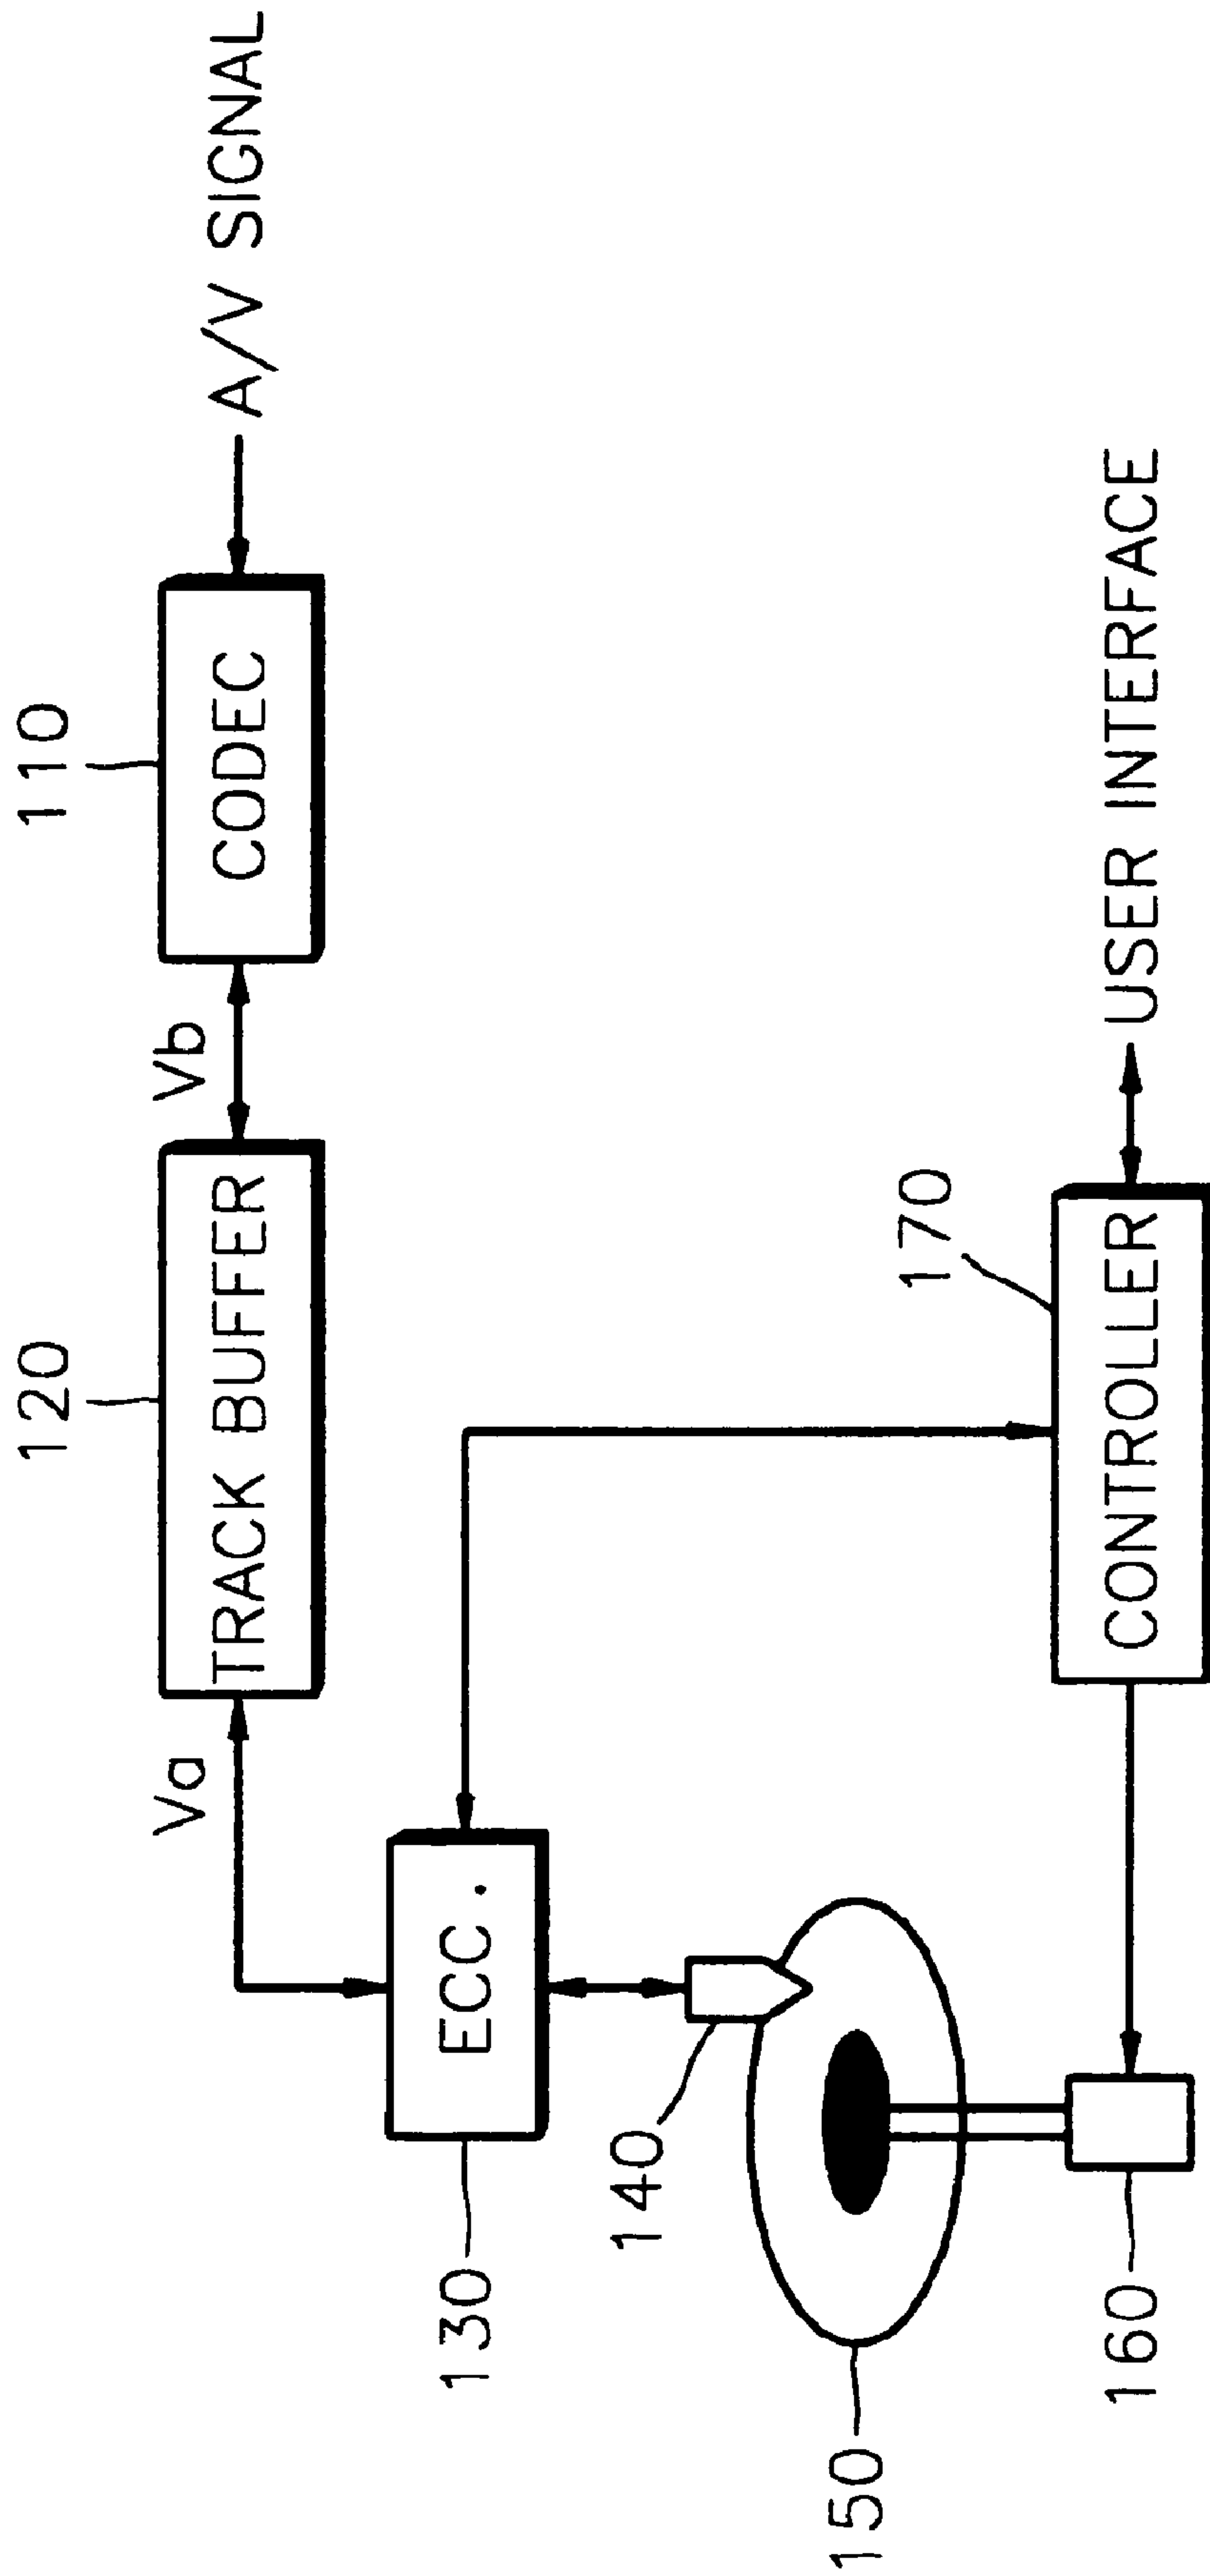 110
CODEC
A/V SIGNAL
Vb
120
TRACK BUFFER
Va
130
ECC.
140
150
160
170
CONTROLLER
USER INTERFACE